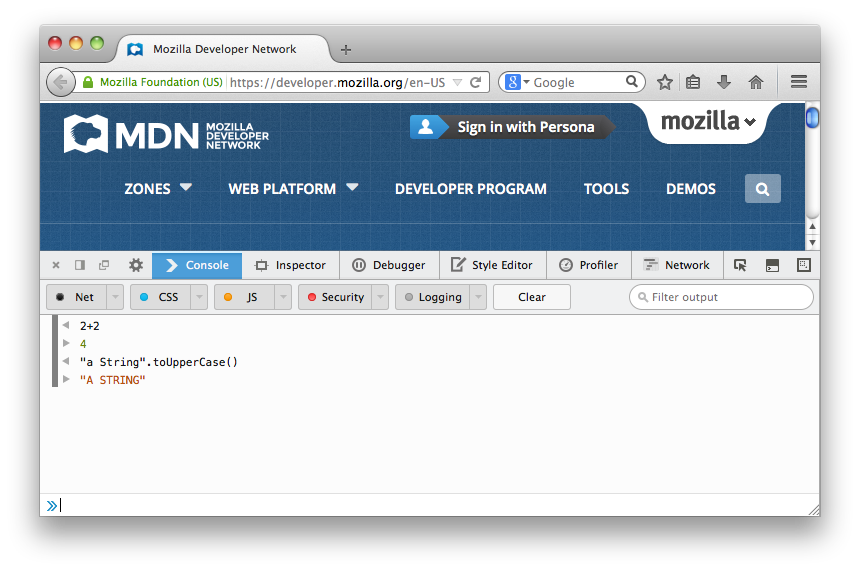 Mozilla Developer Network
Mozilla Foundation (US) https://developer.mozilla.org/en-US Google
MDN MOZILLA DEVELOPER NETWORK Sign in with Persona mozilla
ZONES WEB PLATFORM DEVELOPER PROGRAM TOOLS DEMOS
Console Inspector Debugger Style Editor Profiler Network
Net CSS JS Security Logging Clear Filter output
2+2
4
"a String".toUpperCase()
"A STRING"